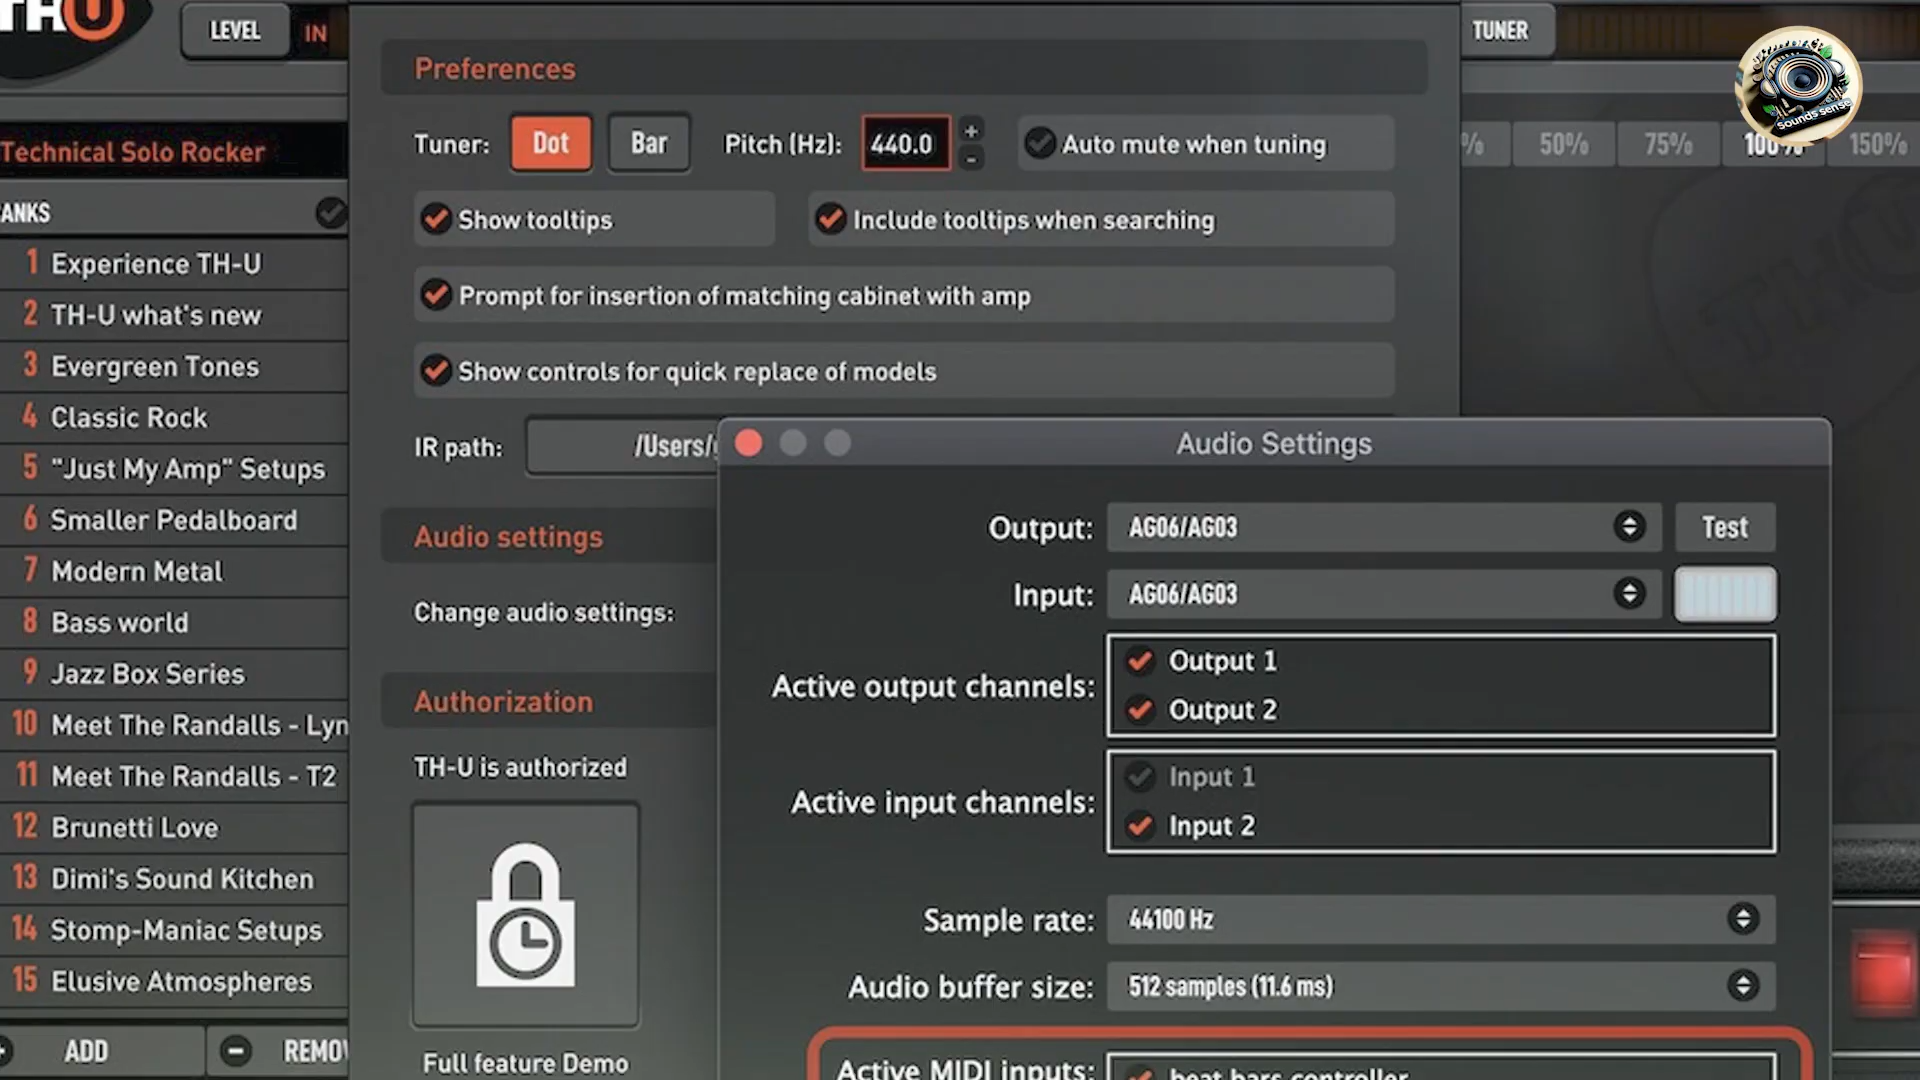 TH-U
LEVEL
IN
TUNER
sounds sense
Technical Solo Rocker
50%
75%
100%
150%
ANKS
1 Experience TH-U
2 TH-U what's new
3 Evergreen Tones
4 Classic Rock
5 "Just My Amp" Setups
6 Smaller Pedalboard
7 Modern Metal
8 Bass world
9 Jazz Box Series
10 Meet The Randalls - Lyn
11 Meet The Randalls - T2
12 Brunetti Love
13 Dimi's Sound Kitchen
14 Stomp-Maniac Setups
15 Elusive Atmospheres
ADD
REMOV
Preferences
Tuner: Dot Bar Pitch (Hz): 440.0 + - Auto mute when tuning
Show tooltips
Include tooltips when searching
Prompt for insertion of matching cabinet with amp
Show controls for quick replace of models
IR path: /Users/
Audio settings
Change audio settings:
Authorization
TH-U is authorized
Full feature Demo
Audio Settings
Output: AG06/AG03 Test
Input: AG06/AG03
Active output channels:
Output 1
Output 2
Active input channels:
Input 1
Input 2
Sample rate: 44100 Hz
Audio buffer size: 512 samples (11.6 ms)
Active MIDI inputs: beat bars controller